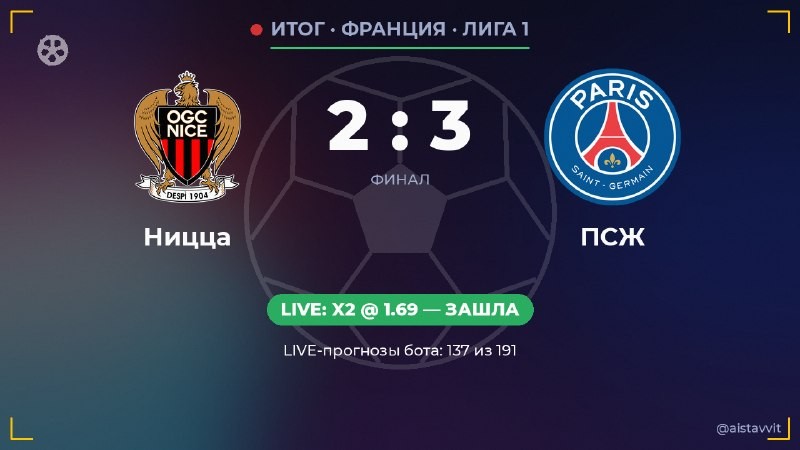 ИТОГ · ФРАНЦИЯ · ЛИГА 1
OGC
NICE
DESPI 1904
2 : 3
ФИНАЛ
PARIS
SAINT - GERMAIN
Ницца
ПСЖ
LIVE: X2 @ 1.69 — ЗАШЛА
LIVE-прогнозы бота: 137 из 191
@aistavvit